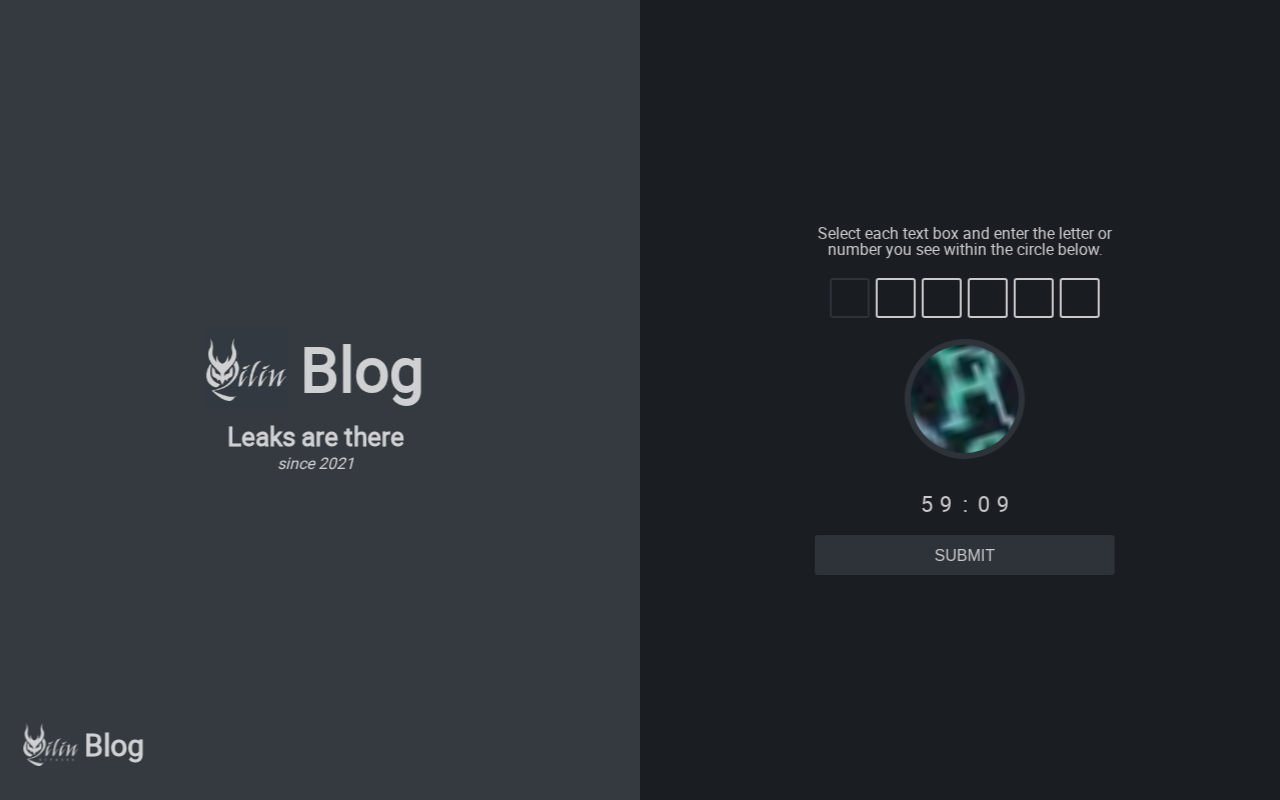 Qilin Blog
Leaks are there
since 2021
Qilin Blog
Select each text box and enter the letter or
number you see within the circle below.
59:09
SUBMIT